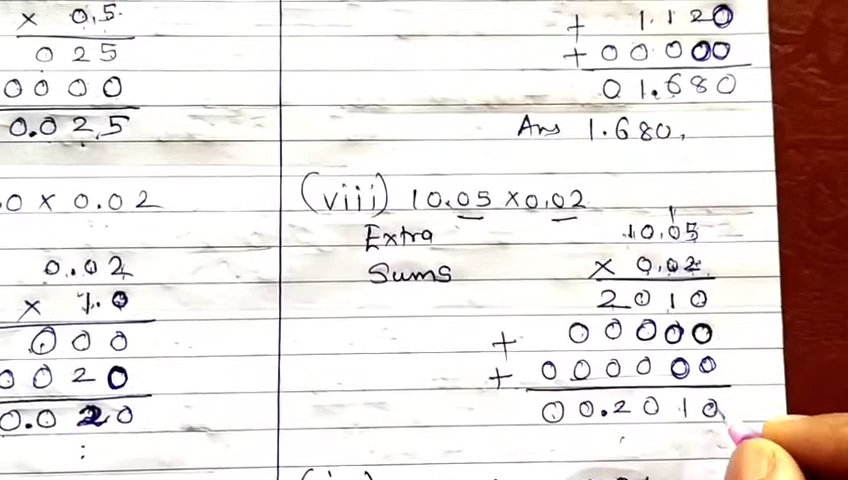 × 0.5
0 2 5
0 0 0 0
0.0 2 5
0 × 0.02
0.02
× 1.0
0 0 0
0 0 2 0
0.0 2 0
+ 1.1 2 0
+ 0 0 0 0 0
0 1.6 8 0
Ans 1.680.
(viii) 10.05 × 0.02
Extra
Sums
1
10.05
× 0.02
2 0 1 0
+ 0 0 0 0 0
+ 0 0 0 0 0 0
0 0.2 0 1 0